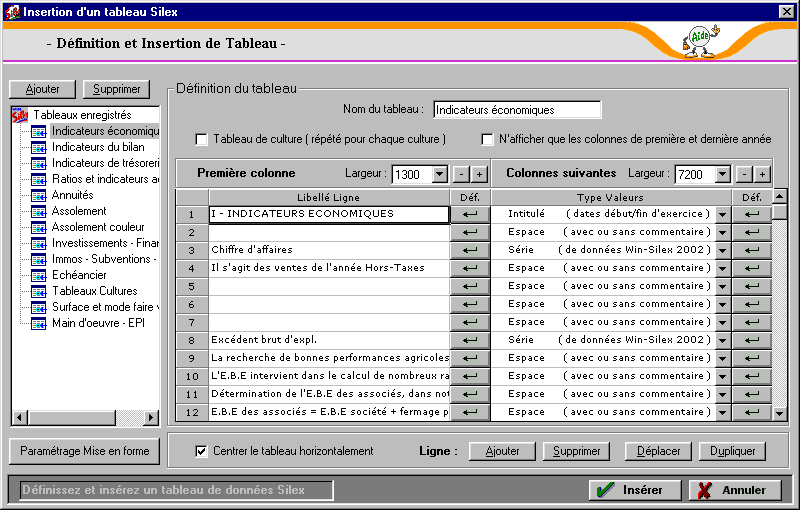 Insertion d'un tableau Silex
- Définition et Insertion de Tableau -
Aide
Ajouter
Supprimer
Tableaux enregistrés
Indicateurs économiqu
Indicateurs du bilan
Indicateurs de trésoreri
Ratios et indicateurs a
Annuités
Assolement
Assolement couleur
Investissements - Finan
Immos - Subventions -
Echéancier
Tableaux Cultures
Surface et mode faire v
Main d'oeuvre - EPI
Paramétrage Mise en forme
Définition du tableau
Nom du tableau :
Indicateurs économiques
Tableau de culture ( répété pour chaque culture )
N'afficher que les colonnes de première et dernière année
Première colonne
Largeur :
1300
-
+
Colonnes suivantes
Largeur :
7200
-
+
Libellé Ligne
Déf.
Type Valeurs
Déf.
1 I - INDICATEURS ECONOMIQUES Intitulé ( dates début/fin d'exercice )
2 Espace ( avec ou sans commentaire )
3 Chiffre d'affaires Série ( de données Win-Silex 2002 )
4 Il s'agit des ventes de l'année Hors-Taxes Espace ( avec ou sans commentaire )
5 Espace ( avec ou sans commentaire )
6 Espace ( avec ou sans commentaire )
7 Espace ( avec ou sans commentaire )
8 Excédent brut d'expl. Série ( de données Win-Silex 2002 )
9 La recherche de bonnes performances agricoles Espace ( avec ou sans commentaire )
10 L'E.B.E intervient dans le calcul de nombreux ra Espace ( avec ou sans commentaire )
11 Détermination de l'E.B.E des associés, dans not Espace ( avec ou sans commentaire )
12 E.B.E des associés = E.B.E société + fermage p Espace ( avec ou sans commentaire )
Centrer le tableau horizontalement
Ligne :
Ajouter
Supprimer
Déplacer
Dupliquer
Définissez et insérez un tableau de données Silex
Insérer
Annuler